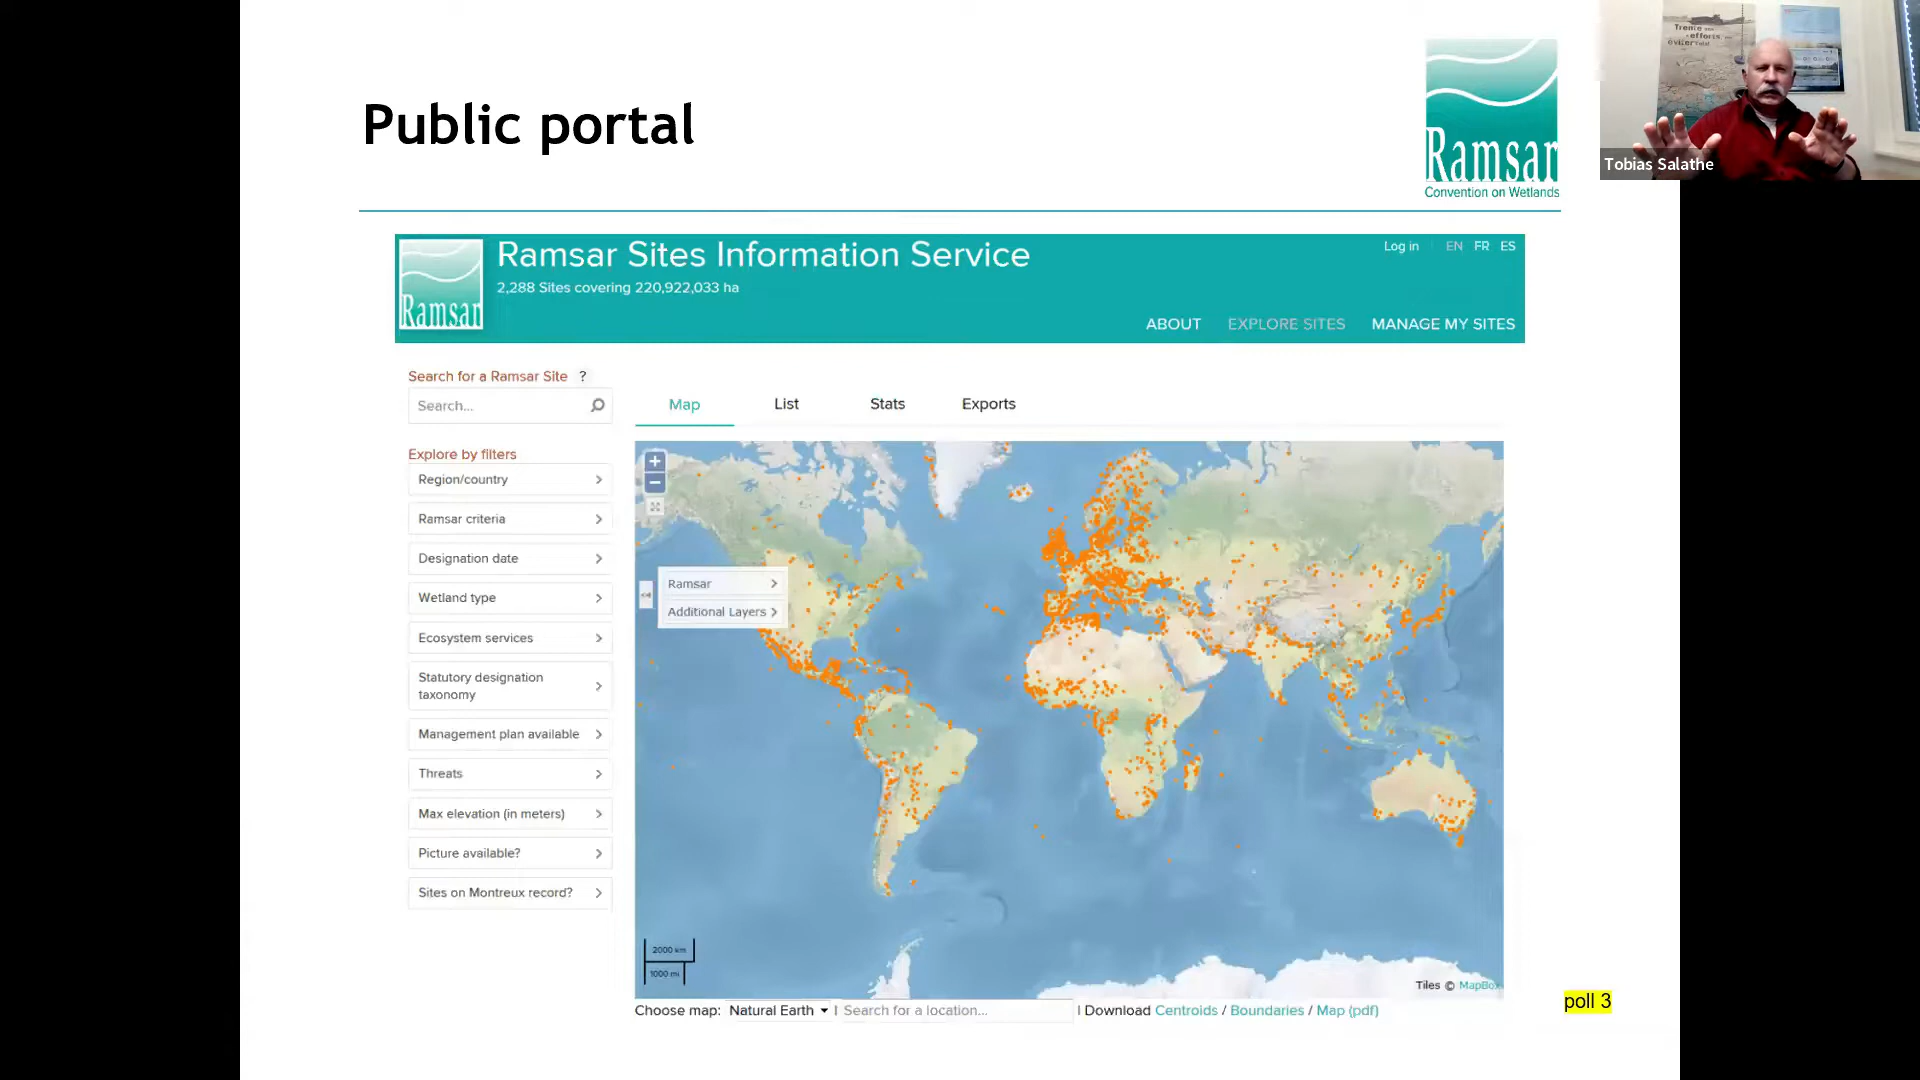 Public portal
Ramsar
Convention on Wetlands
Tobias Salathe
Ramsar
Ramsar Sites Information Service
2,288 Sites covering 220,922,033 ha
Log in EN FR ES
ABOUT EXPLORE SITES MANAGE MY SITES
Search for a Ramsar Site ?
Search...
Explore by filters
Region/country
Ramsar criteria
Designation date
Wetland type
Ecosystem services
Statutory designation
taxonomy
Management plan available
Threats
Max elevation (in meters)
Picture available?
Sites on Montreux record?
Map List Stats Exports
+
−
Ramsar
Additional Layers
2000 km
1000 mi
Tiles © MapBox
Choose map: Natural Earth | Search for a location... | Download Centroids / Boundaries / Map (pdf)
poll 3